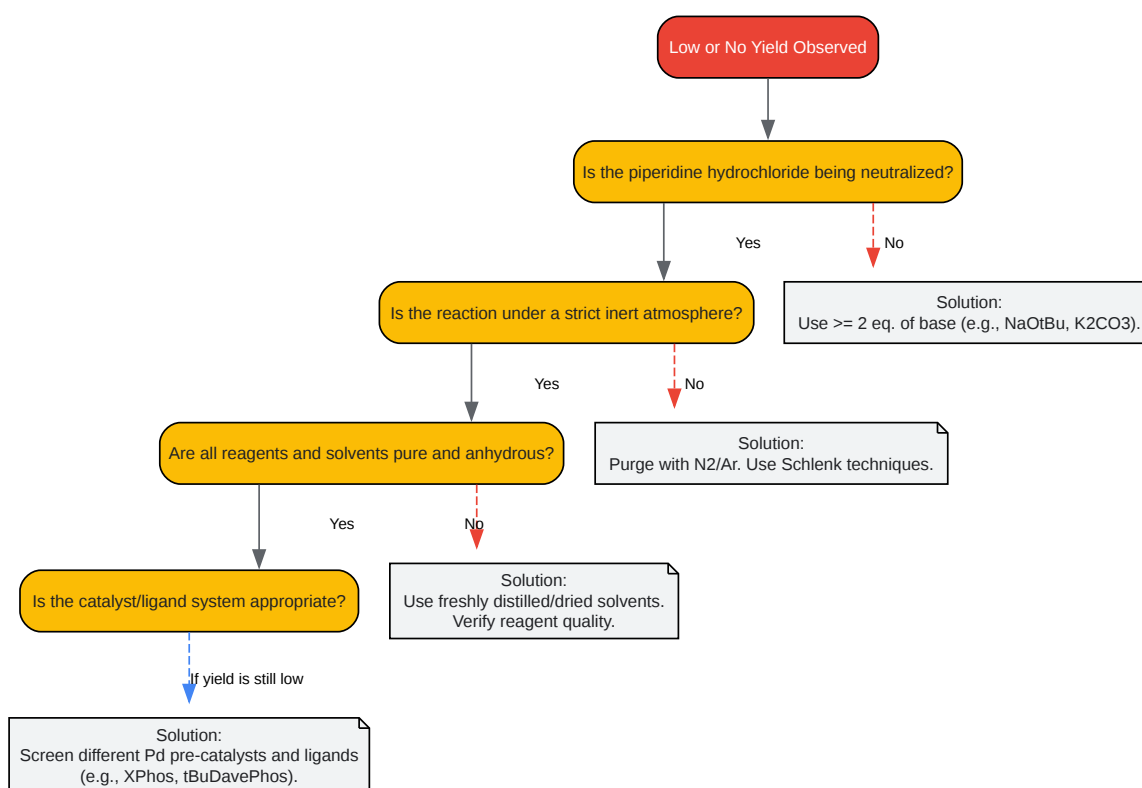 Low or No Yield Observed
Is the piperidine hydrochloride being neutralized?
Yes
No
Is the reaction under a strict inert atmosphere?
Solution:
Use >= 2 eq. of base (e.g., NaOtBu, K2CO3).
Yes
No
Are all reagents and solvents pure and anhydrous?
Solution:
Purge with N2/Ar. Use Schlenk techniques.
Yes
No
Is the catalyst/ligand system appropriate?
Solution:
Use freshly distilled/dried solvents.
Verify reagent quality.
If yield is still low
Solution:
Screen different Pd pre-catalysts and ligands
(e.g., XPhos, tBuDavePhos).